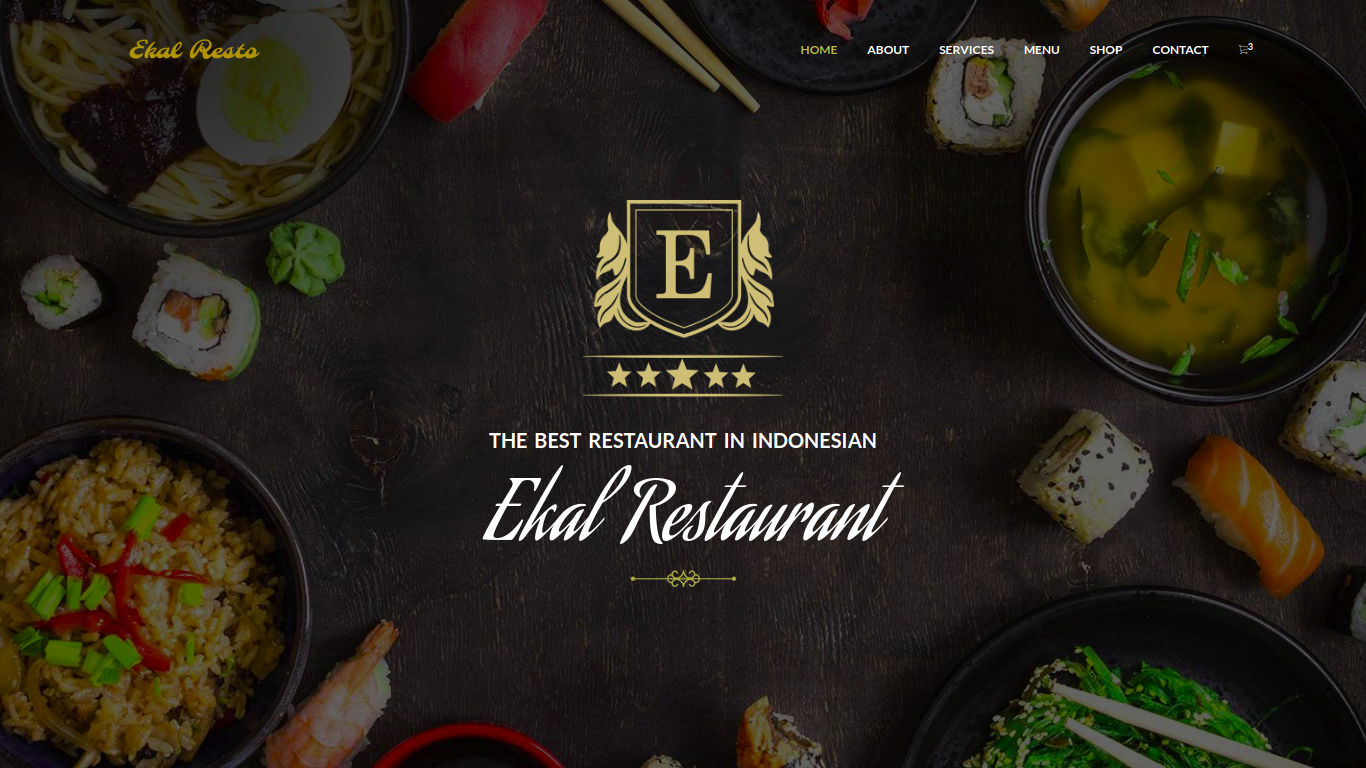 Ekal Resto
HOME ABOUT SERVICES MENU SHOP CONTACT 3
E
THE BEST RESTAURANT IN INDONESIAN
Ekal Restaurant